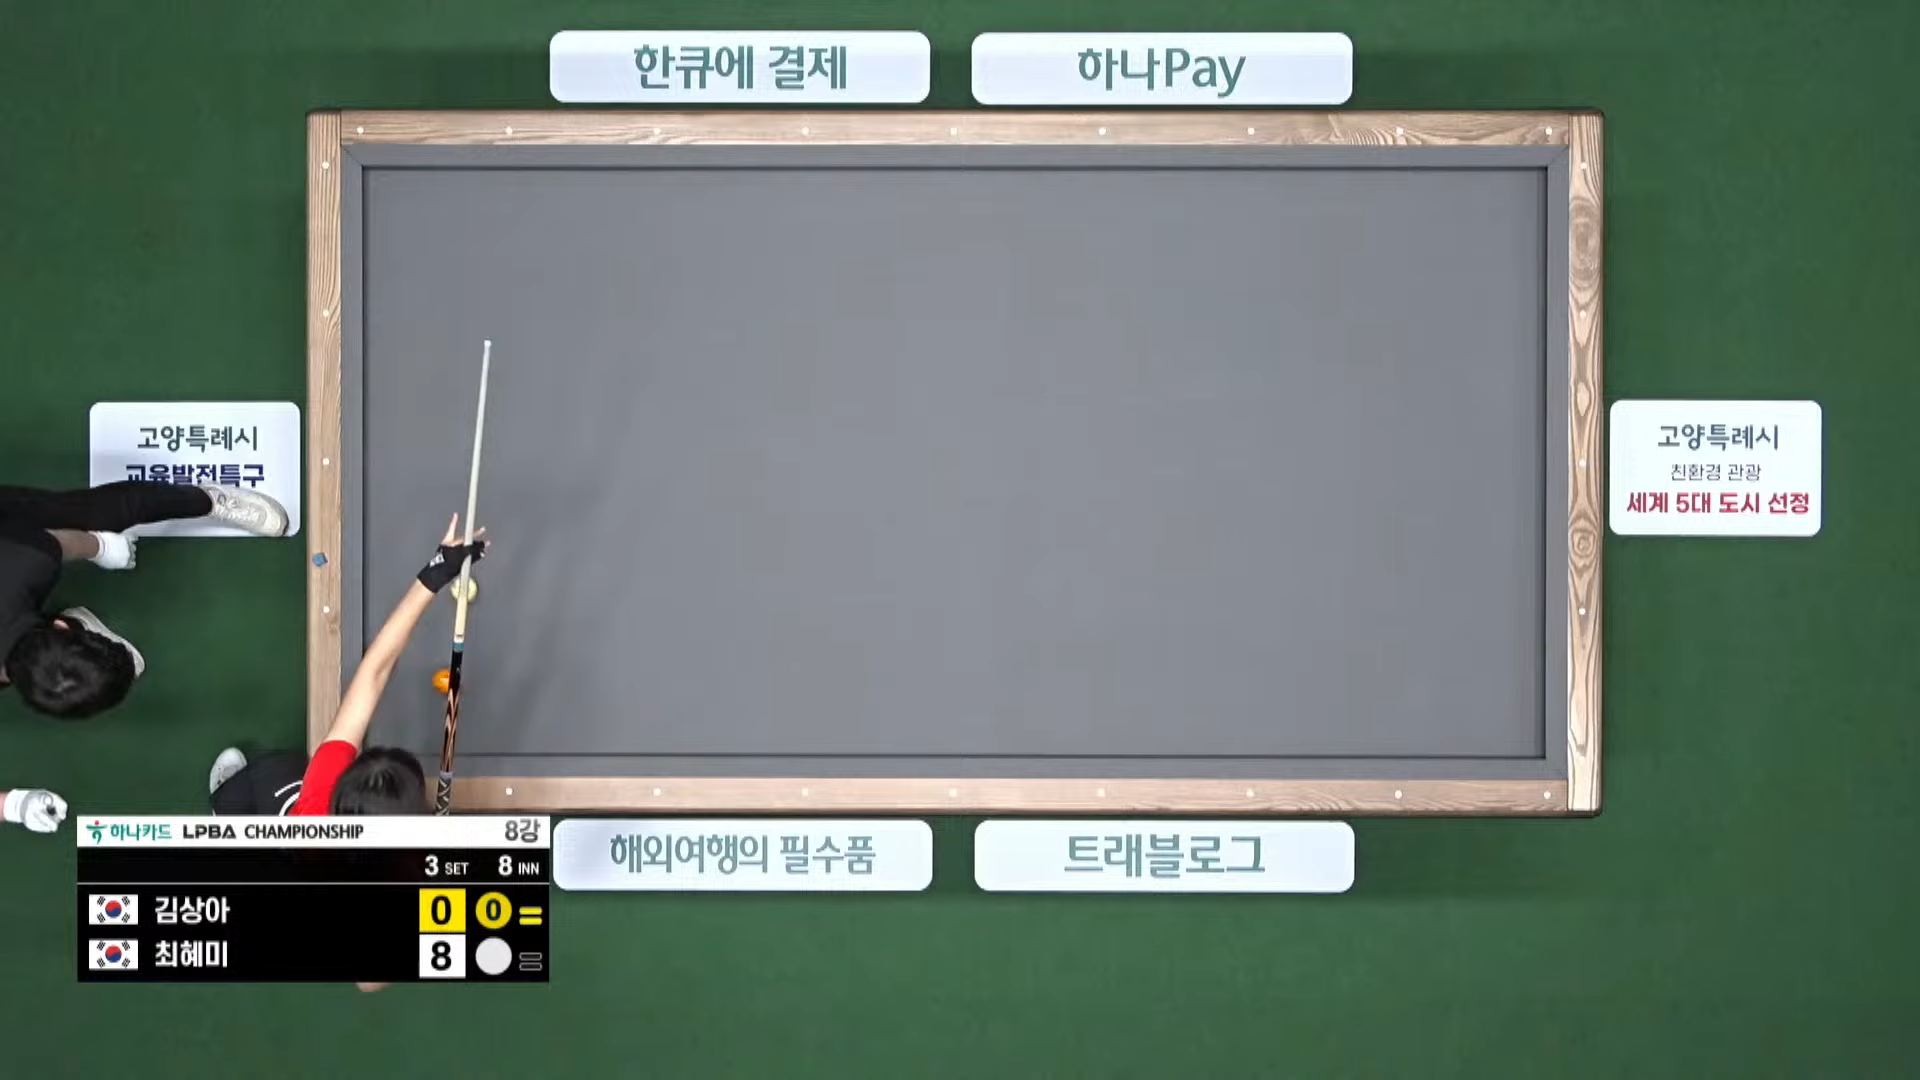 한큐에 결제
하나Pay
고양특례시
교육발전특구
고양특례시
친환경 관광
세계 5대 도시 선정
해외여행의 필수품
트래블로그
하나카드 LPBA CHAMPIONSHIP 8강
3 SET 8 INN
김상아 0 0
최혜미 8